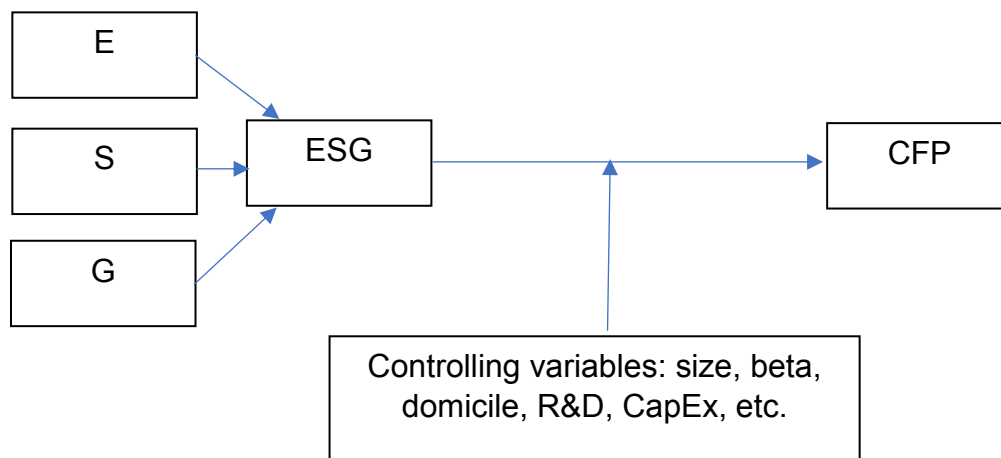 E
S
G
ESG
CFP
Controlling variables: size, beta,
domicile, R&D, CapEx, etc.